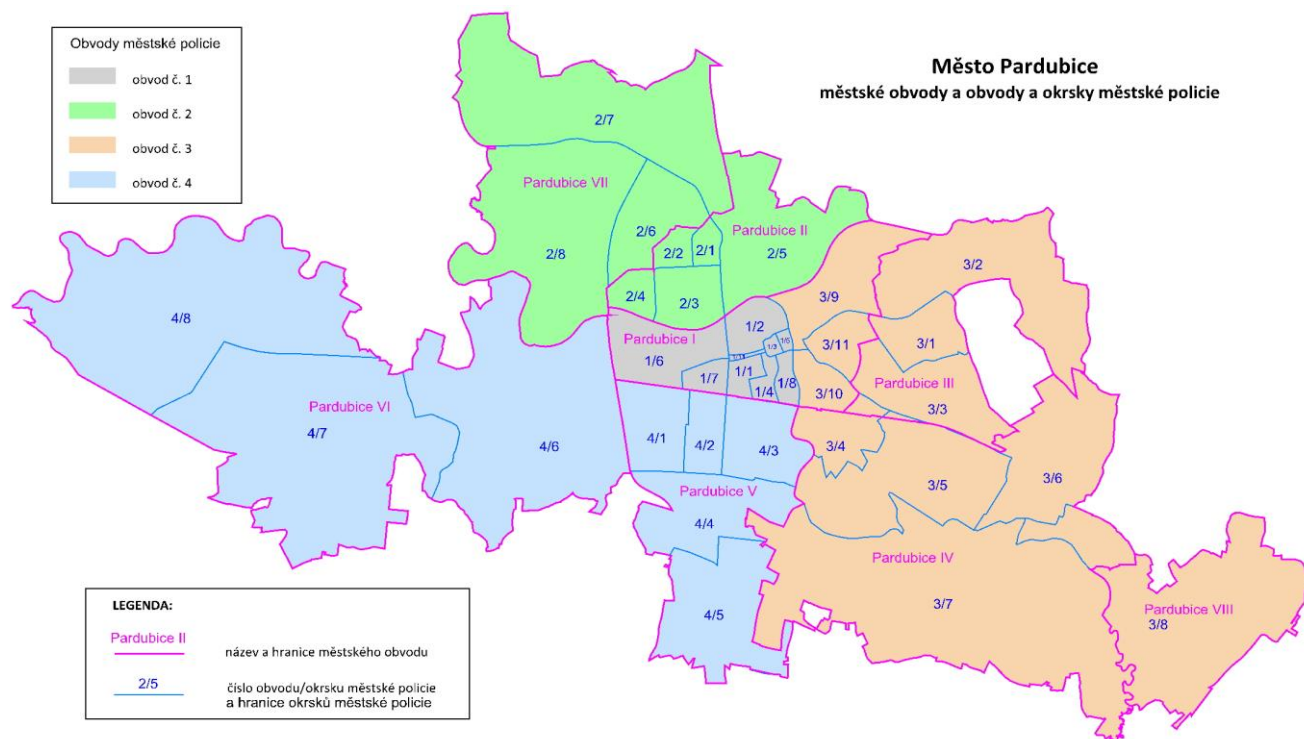 Obvody městské policie
obvod č. 1
obvod č. 2
obvod č. 3
obvod č. 4
Město Pardubice
městské obvody a obvody a okrsky městské policie
2/7
Pardubice VII
2/6
2/2
2/1
Pardubice II
2/5
2/8
2/4
2/3
3/2
3/9
4/8
Pardubice I
1/2
1/6
1/3
1/5
3/11
3/1
1/7
1/1
1/4
1/8
3/10
Pardubice III
3/3
Pardubice VI
4/7
4/6
4/1
4/2
4/3
3/4
3/5
3/6
Pardubice V
4/4
Pardubice IV
3/7
4/5
Pardubice VIII
3/8
LEGENDA:
Pardubice II
název a hranice městského obvodu
2/5
číslo obvodu/okrsku městské policie
a hranice okrsků městské policie